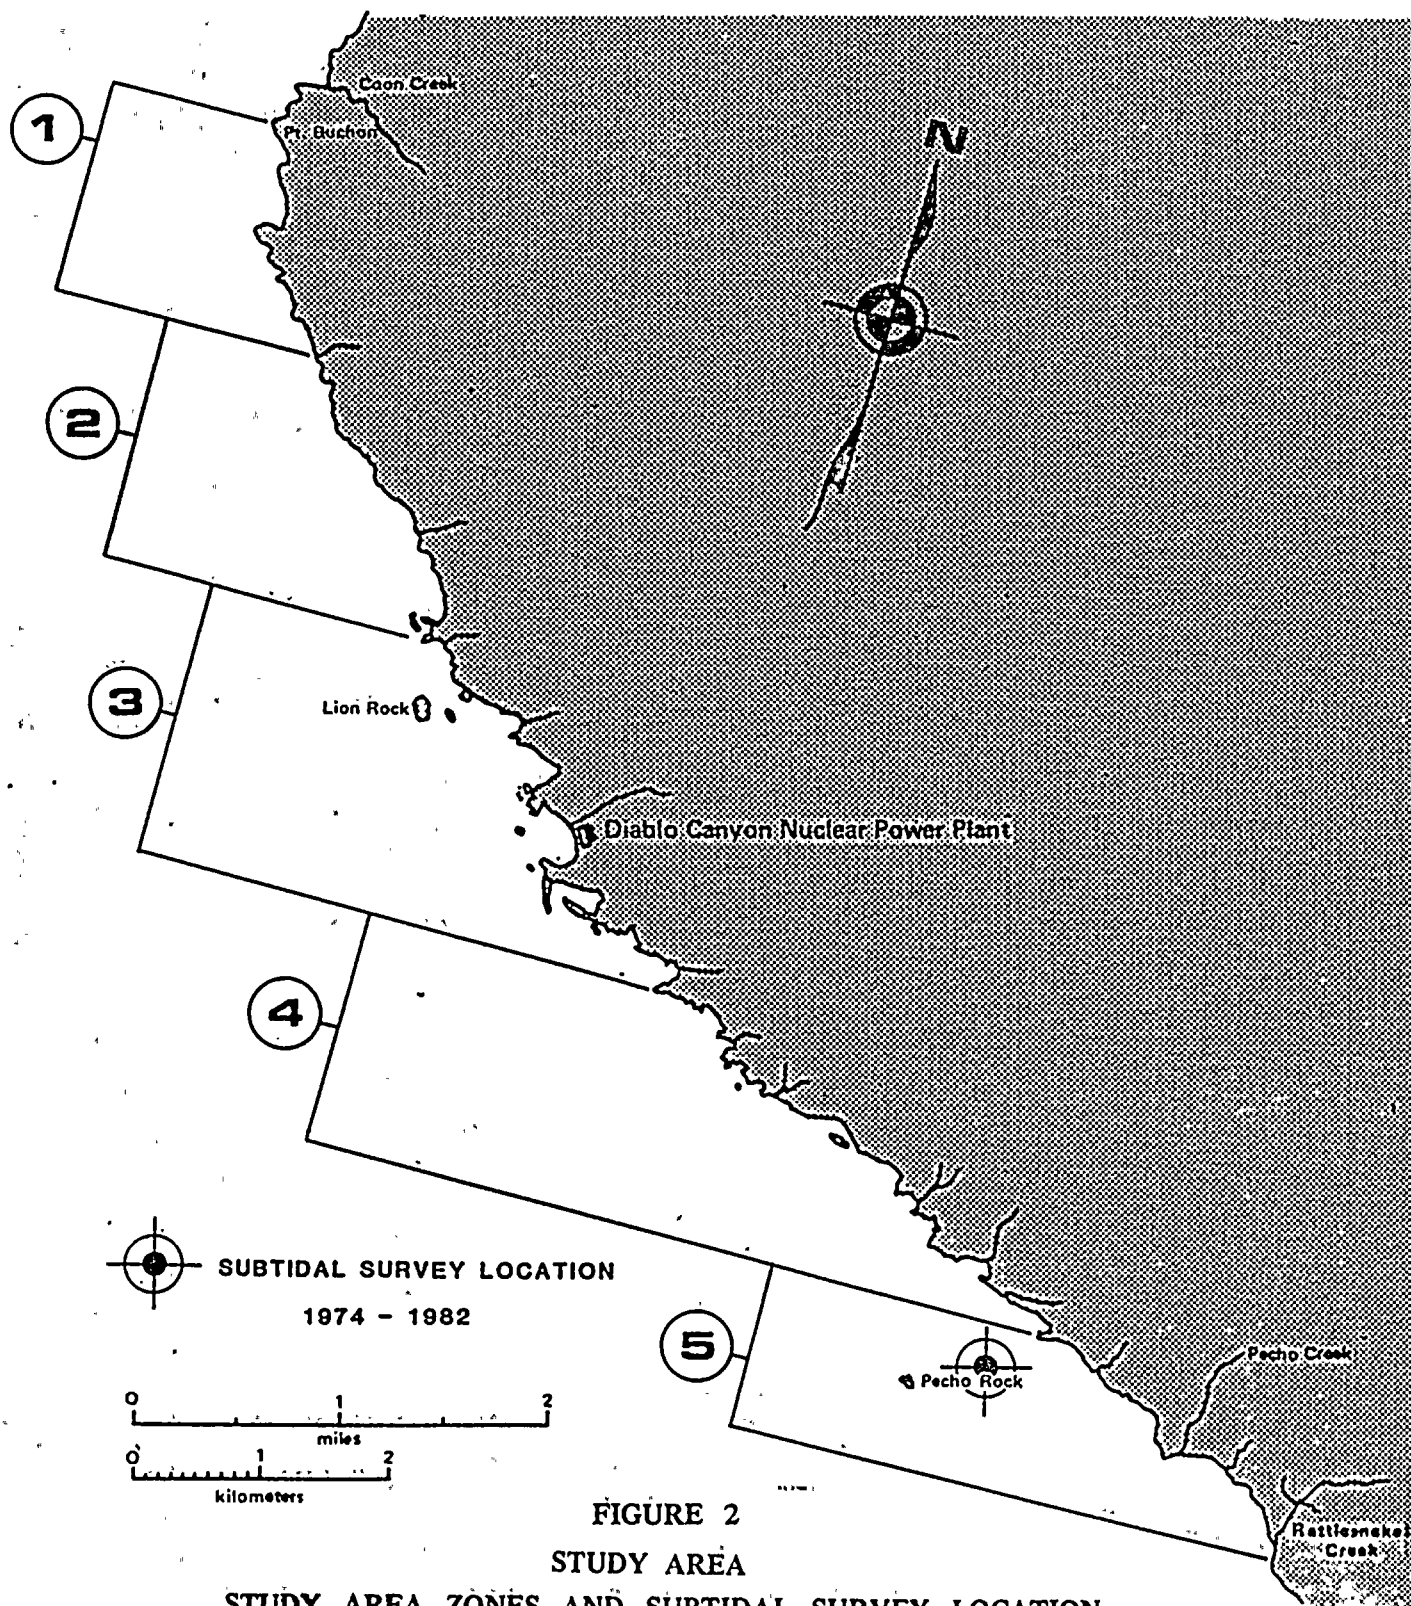 Coon Creek
Pt. Buchon
1
N
2
3
Lion Rock
Diablo Canyon Nuclear Power Plant
4
SUBTIDAL SURVEY LOCATION
1974 - 1982
5
Pecho Rock
Pecho Creek
0 1 2
miles
0 1 2
kilometers
Rattlesnake
Creek
FIGURE 2
STUDY AREA
STUDY AREA ZONES AND SUBTIDAL SURVEY LOCATION